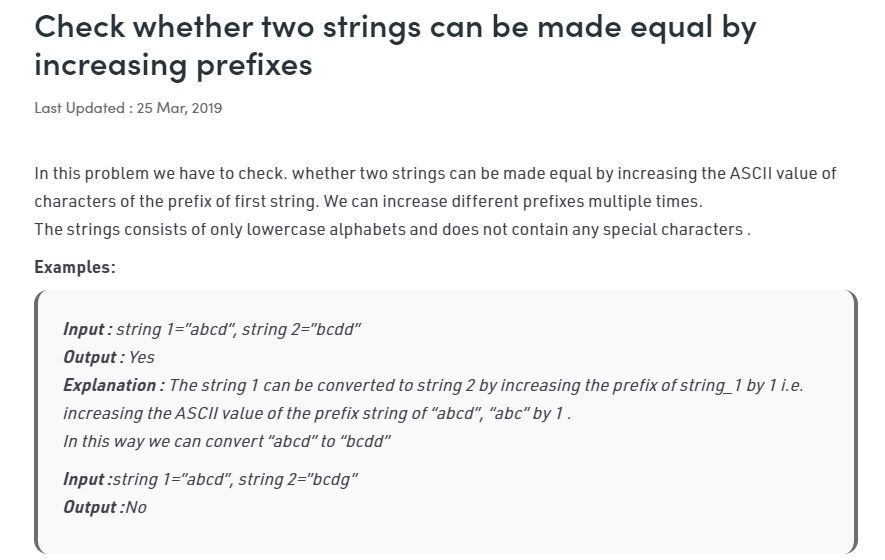 Check whether two strings can be made equal by
increasing prefixes
Last Updated : 25 Mar, 2019
In this problem we have to check. whether two strings can be made equal by increasing the ASCII value of
characters of the prefix of first string. We can increase different prefixes multiple times.
The strings consists of only lowercase alphabets and does not contain any special characters .
Examples:
Input : string 1="abcd", string 2="bcdd"
Output : Yes
Explanation : The string 1 can be converted to string 2 by increasing the prefix of string_1 by 1 i.e.
increasing the ASCII value of the prefix string of "abcd", "abc" by 1 .
In this way we can convert "abcd" to "bcdd"
Input :string 1="abcd", string 2="bcdg"
Output :No